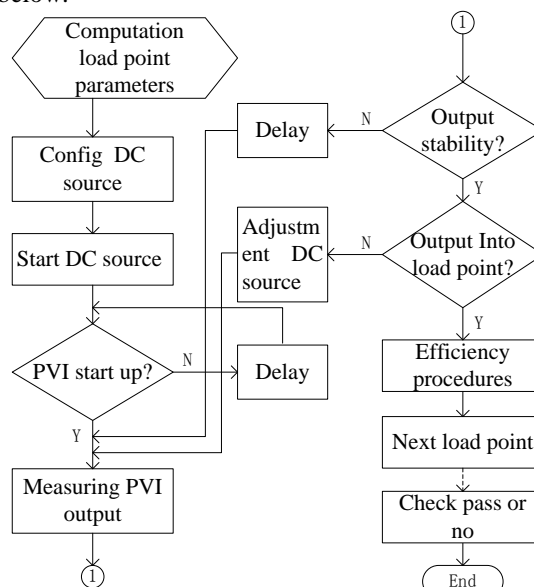 below.
Computation
load point
parameters
Config DC
source
Start DC source
PVI start up?
N
Delay
Y
Measuring PVI
output
1
1
Output
stability?
N
Delay
Y
Output Into
load point?
N
Adjustm
ent DC
source
Y
Efficiency
procedures
Next load point
Check pass or
no
End